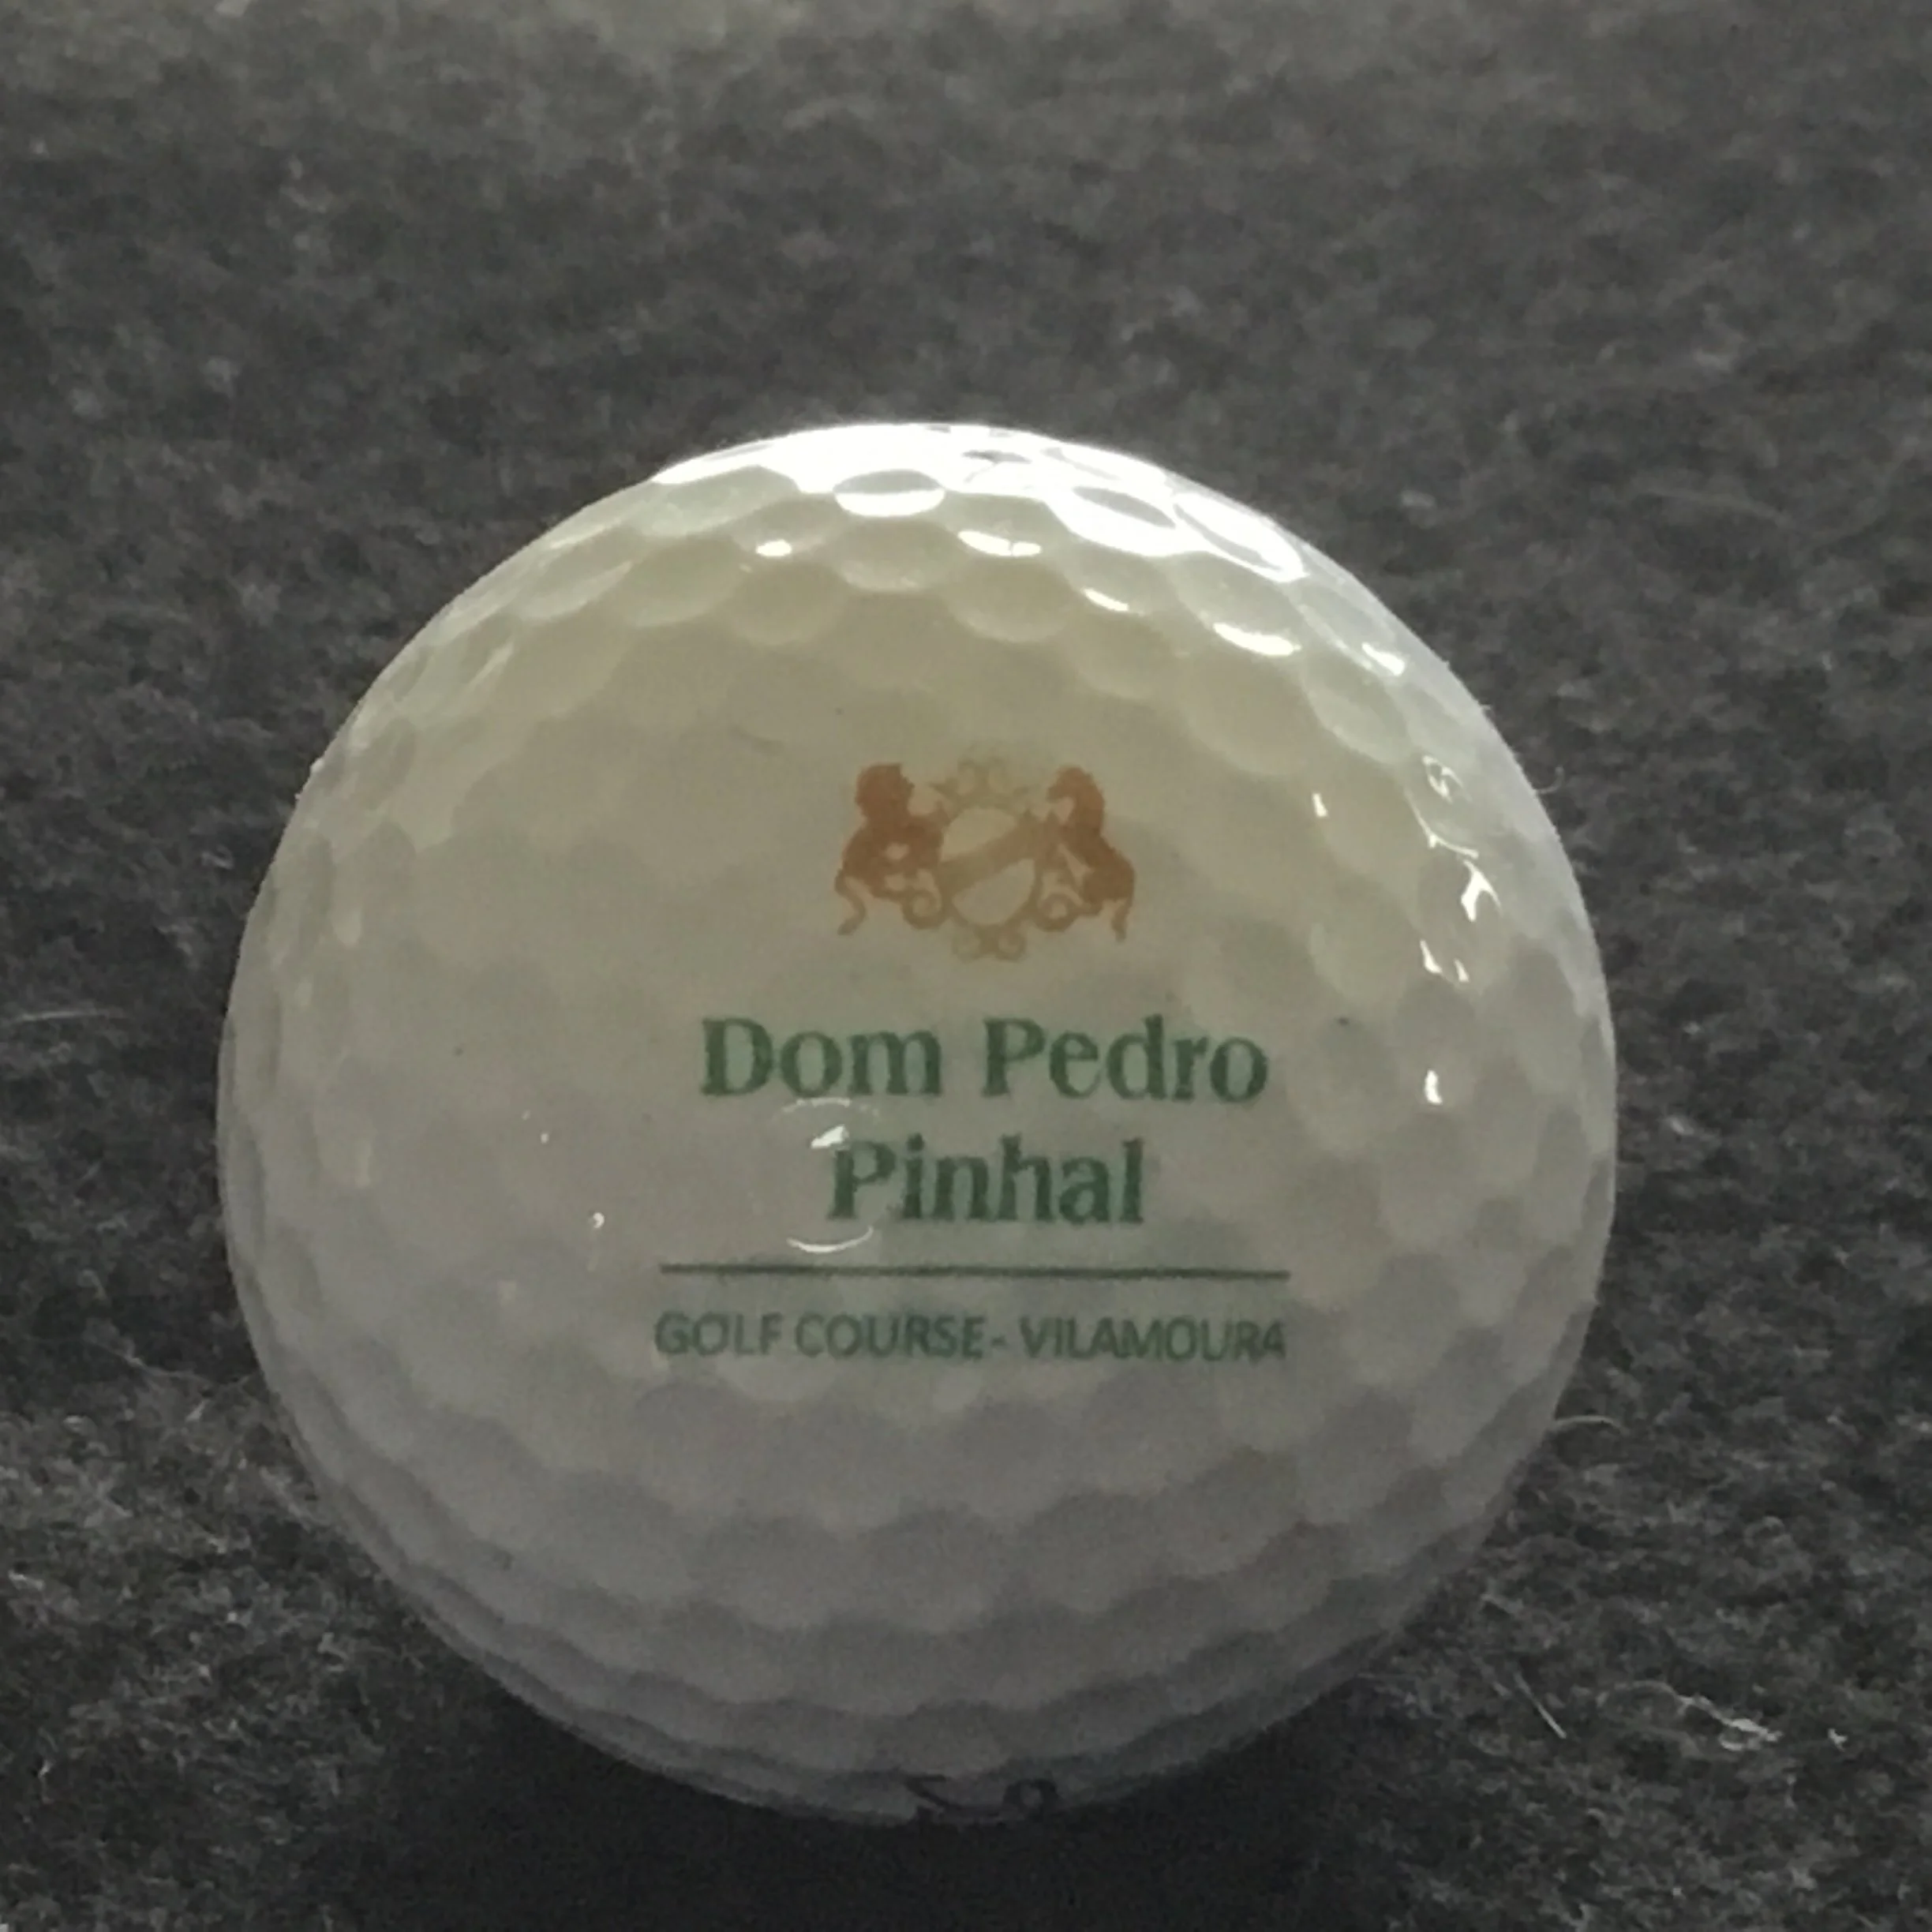 Dom Pedro
Pinhal
GOLF COURSE- VILAMOURA